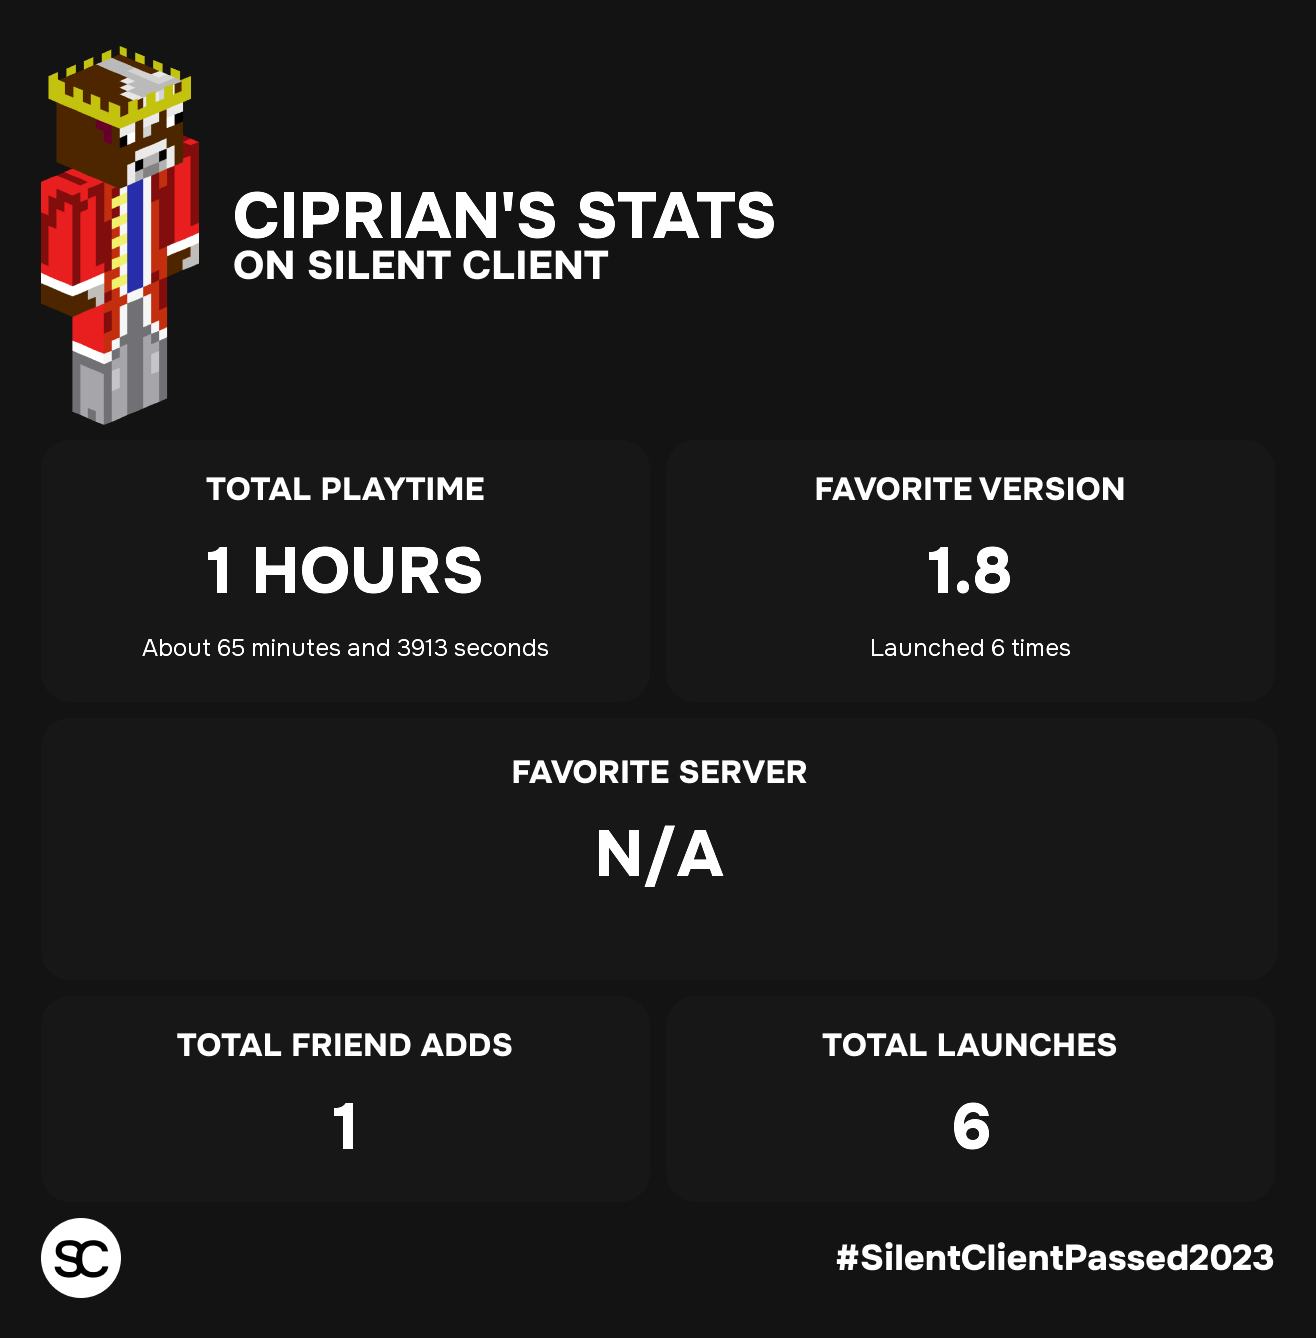 CIPRIAN'S STATS
ON SILENT CLIENT
TOTAL PLAYTIME
1 HOURS
About 65 minutes and 3913 seconds
FAVORITE VERSION
1.8
Launched 6 times
FAVORITE SERVER
N/A
TOTAL FRIEND ADDS
1
TOTAL LAUNCHES
6
SC
#SilentClientPassed2023